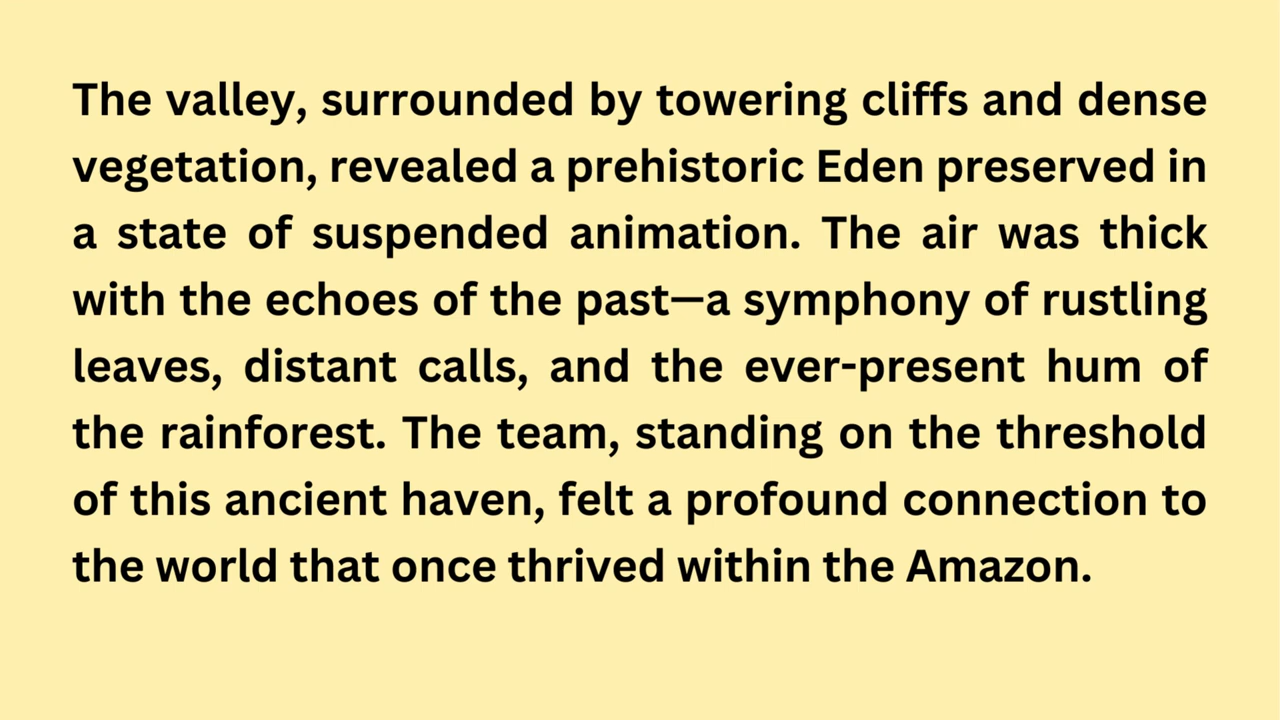 The valley, surrounded by towering cliffs and dense
vegetation, revealed a prehistoric Eden preserved in
a state of suspended animation. The air was thick
with the echoes of the past—a symphony of rustling
leaves, distant calls, and the ever-present hum of
the rainforest. The team, standing on the threshold
of this ancient haven, felt a profound connection to
the world that once thrived within the Amazon.